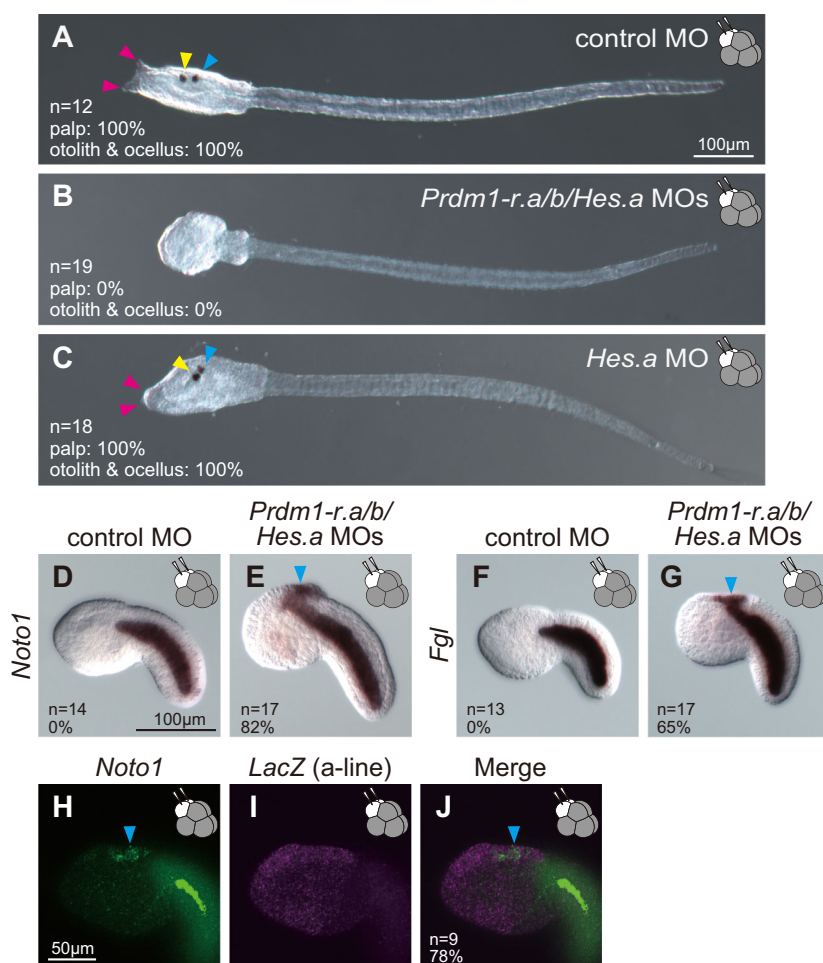 A
control MO
n=12
palp: 100%
otolith & ocellus: 100%
100μm
B
Prdm1-r.a/b/Hes.a MOs
n=19
palp: 0%
otolith & ocellus: 0%
C
Hes.a MO
n=18
palp: 100%
otolith & ocellus: 100%
control MO
Prdm1-r.a/b/
Hes.a MOs
control MO
Prdm1-r.a/b/
Hes.a MOs
Noto1
D
n=14
0%
100μm
E
n=17
82%
Fgl
F
n=13
0%
G
n=17
65%
Noto1
LacZ (a-line)
Merge
H
50μm
I
J
n=9
78%